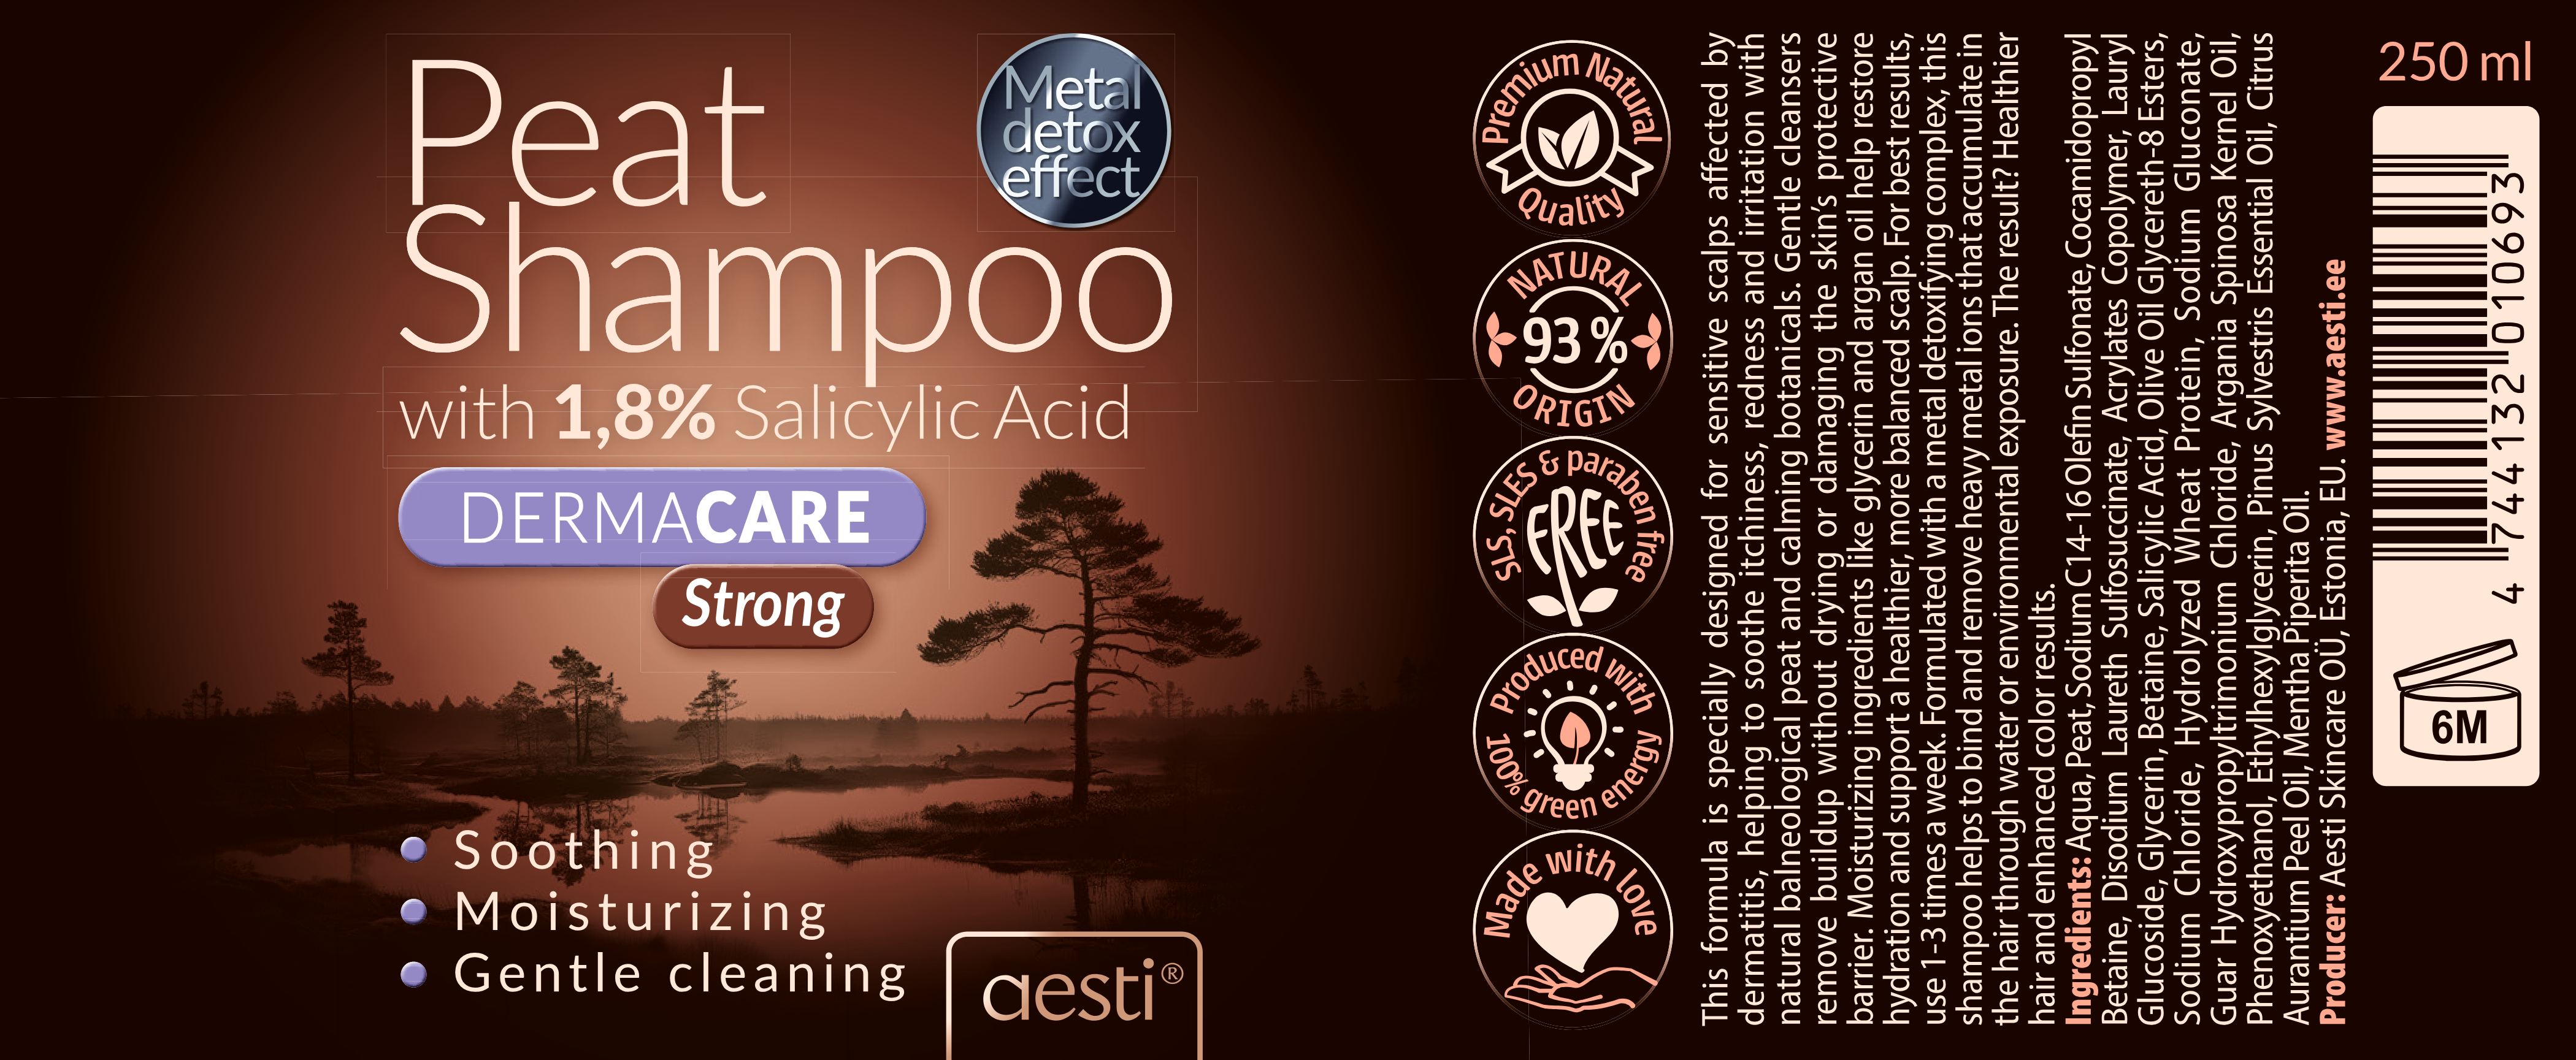 Peat
Shampoo
with 1,8% Salicylic Acid
DERMACARE
Strong
Metal
detox
effect
Soothing
Moisturizing
Gentle cleaning
aesti®
Premium Natural
Quality
NATURAL
93 %
ORIGIN
SLS, SLES & paraben free
FREE
Produced with
100% green energy
Made with love
This formula is specially designed for sensitive scalps affected by
dermatitis, helping to soothe itchiness, redness and irritation with
natural balneological peat and calming botanicals. Gentle cleansers
remove buildup without drying or damaging the skin’s protective
barrier. Moisturizing ingredients like glycerin and argan oil help restore
hydration and support a healthier, more balanced scalp. For best results,
use 1-3 times a week. Formulated with a metal detoxifying complex, this
shampoo helps to bind and remove heavy metal ions that accumulate in
the hair through water or environmental exposure. The result? Healthier
hair and enhanced color results.
Ingredients: Aqua, Peat, Sodium C14-16 Olefin Sulfonate, Cocamidopropyl
Betaine, Disodium Laureth Sulfosuccinate, Acrylates Copolymer, Lauryl
Glucoside, Glycerin, Betaine, Salicylic Acid, Olive Oil Glycereth-8 Esters,
Sodium Chloride, Hydrolyzed Wheat Protein, Sodium Gluconate,
Guar Hydroxypropyltrimonium Chloride, Argania Spinosa Kernel Oil,
Phenoxyethanol, Ethylhexylglycerin, Pinus Sylvestris Essential Oil, Citrus
Aurantium Peel Oil, Mentha Piperita Oil.
Producer: Aesti Skincare OÜ, Estonia, EU. www.aesti.ee
250 ml
4 744132 010693
6M